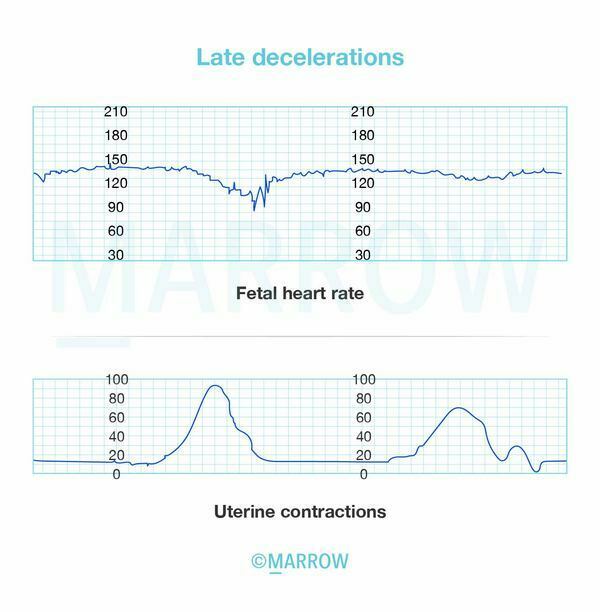 Late decelerations
210 210
180 180
150 150
120 120
90 90
60 60
30 30
MARROW
Fetal heart rate
100 100
80 80
60 60
40 40
20 20
0 0
Uterine contractions
©MARROW